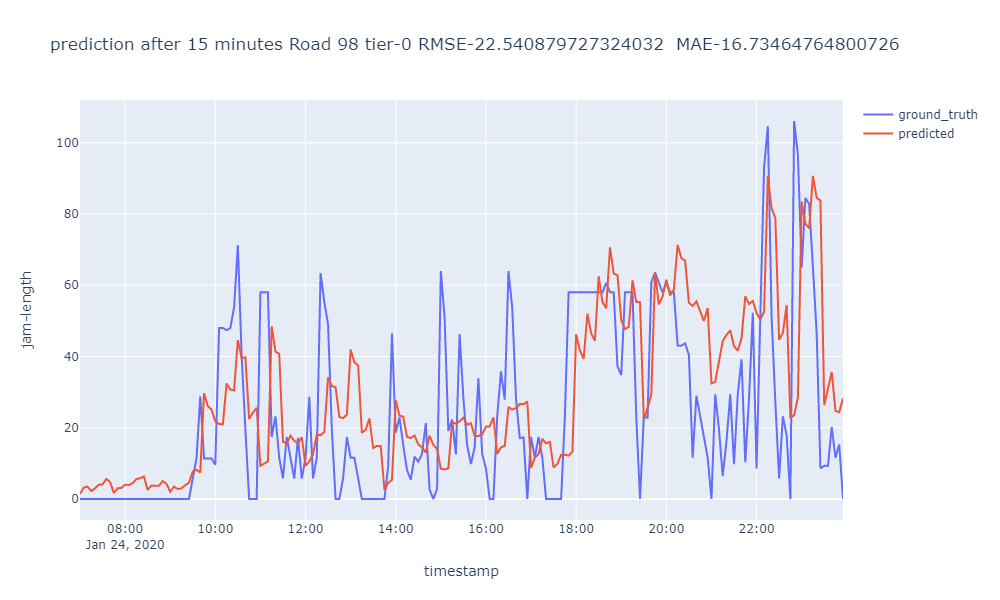 prediction after 15 minutes Road 98 tier-0 RMSE-22.540879727324032  MAE-16.73464764800726
ground_truth
predicted
jam-length
100
80
60
40
20
0
08:00 10:00 12:00 14:00 16:00 18:00 20:00 22:00
Jan 24, 2020
timestamp